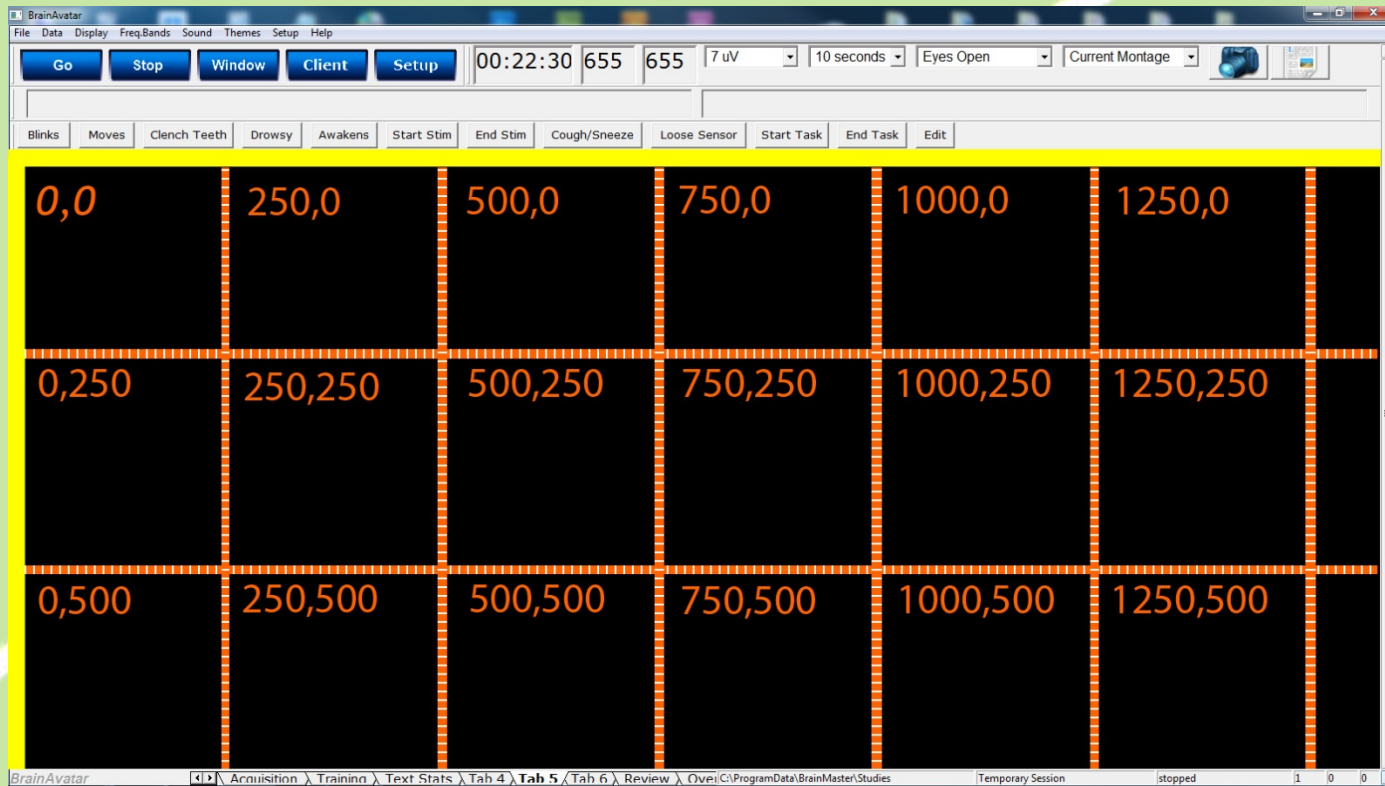 BrainAvatar
File Data Display Freq.Bands Sound Themes Setup Help
Go Stop Window Client Setup 00:22:30 655 655 7 uV 10 seconds Eyes Open Current Montage
Blinks Moves Clench Teeth Drowsy Awakens Start Stim End Stim Cough/Sneeze Loose Sensor Start Task End Task Edit
0,0 250,0 500,0 750,0 1000,0 1250,0
0,250 250,250 500,250 750,250 1000,250 1250,250
0,500 250,500 500,500 750,500 1000,500 1250,500
BrainAvatar Acquisition Training Text Stats Tab 4 Tab 5 Tab 6 Review C:\ProgramData\BrainMaster\Studies Temporary Session stopped 1 0 0